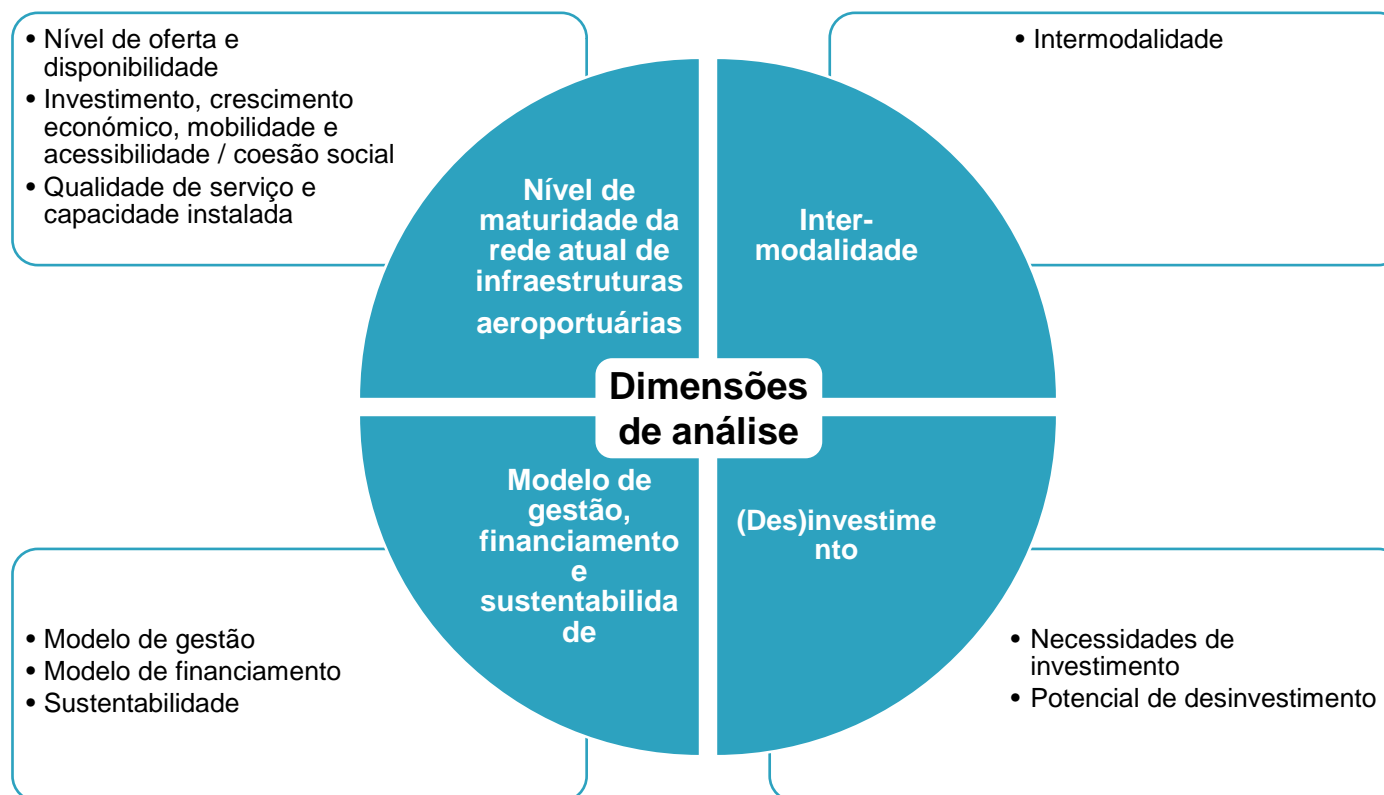 • Nível de oferta e
disponibilidade
• Investimento, crescimento
económico, mobilidade e
acessibilidade / coesão social
• Qualidade de serviço e
capacidade instalada
• Intermodalidade
Nível de
maturidade da
rede atual de
infraestruturas
aeroportuárias
Inter-
modalidade
Dimensões
de análise
Modelo de
gestão,
financiamento
e
sustentabilida
de
(Des)investime
nto
• Modelo de gestão
• Modelo de financiamento
• Sustentabilidade
• Necessidades de
investimento
• Potencial de desinvestimento